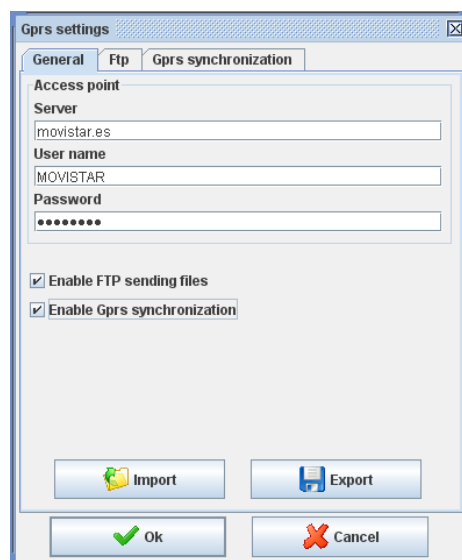 Gprs settings
General Ftp Gprs synchronization
Access point
Server
movistar.es
User name
MOVISTAR
Password
••••••••
Enable FTP sending files
Enable Gprs synchronization
Import Export
Ok Cancel